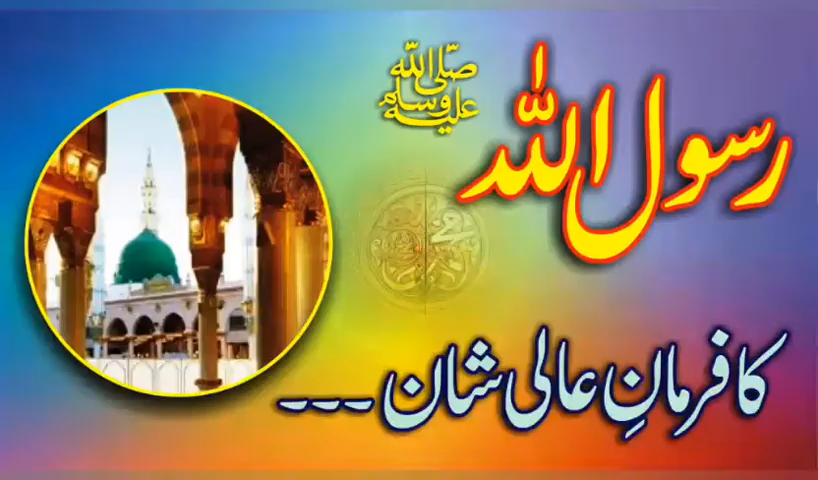 رسول اللہ
صلی اللہ علیہ وسلم
کا فرمانِ عالی شان ۔۔۔